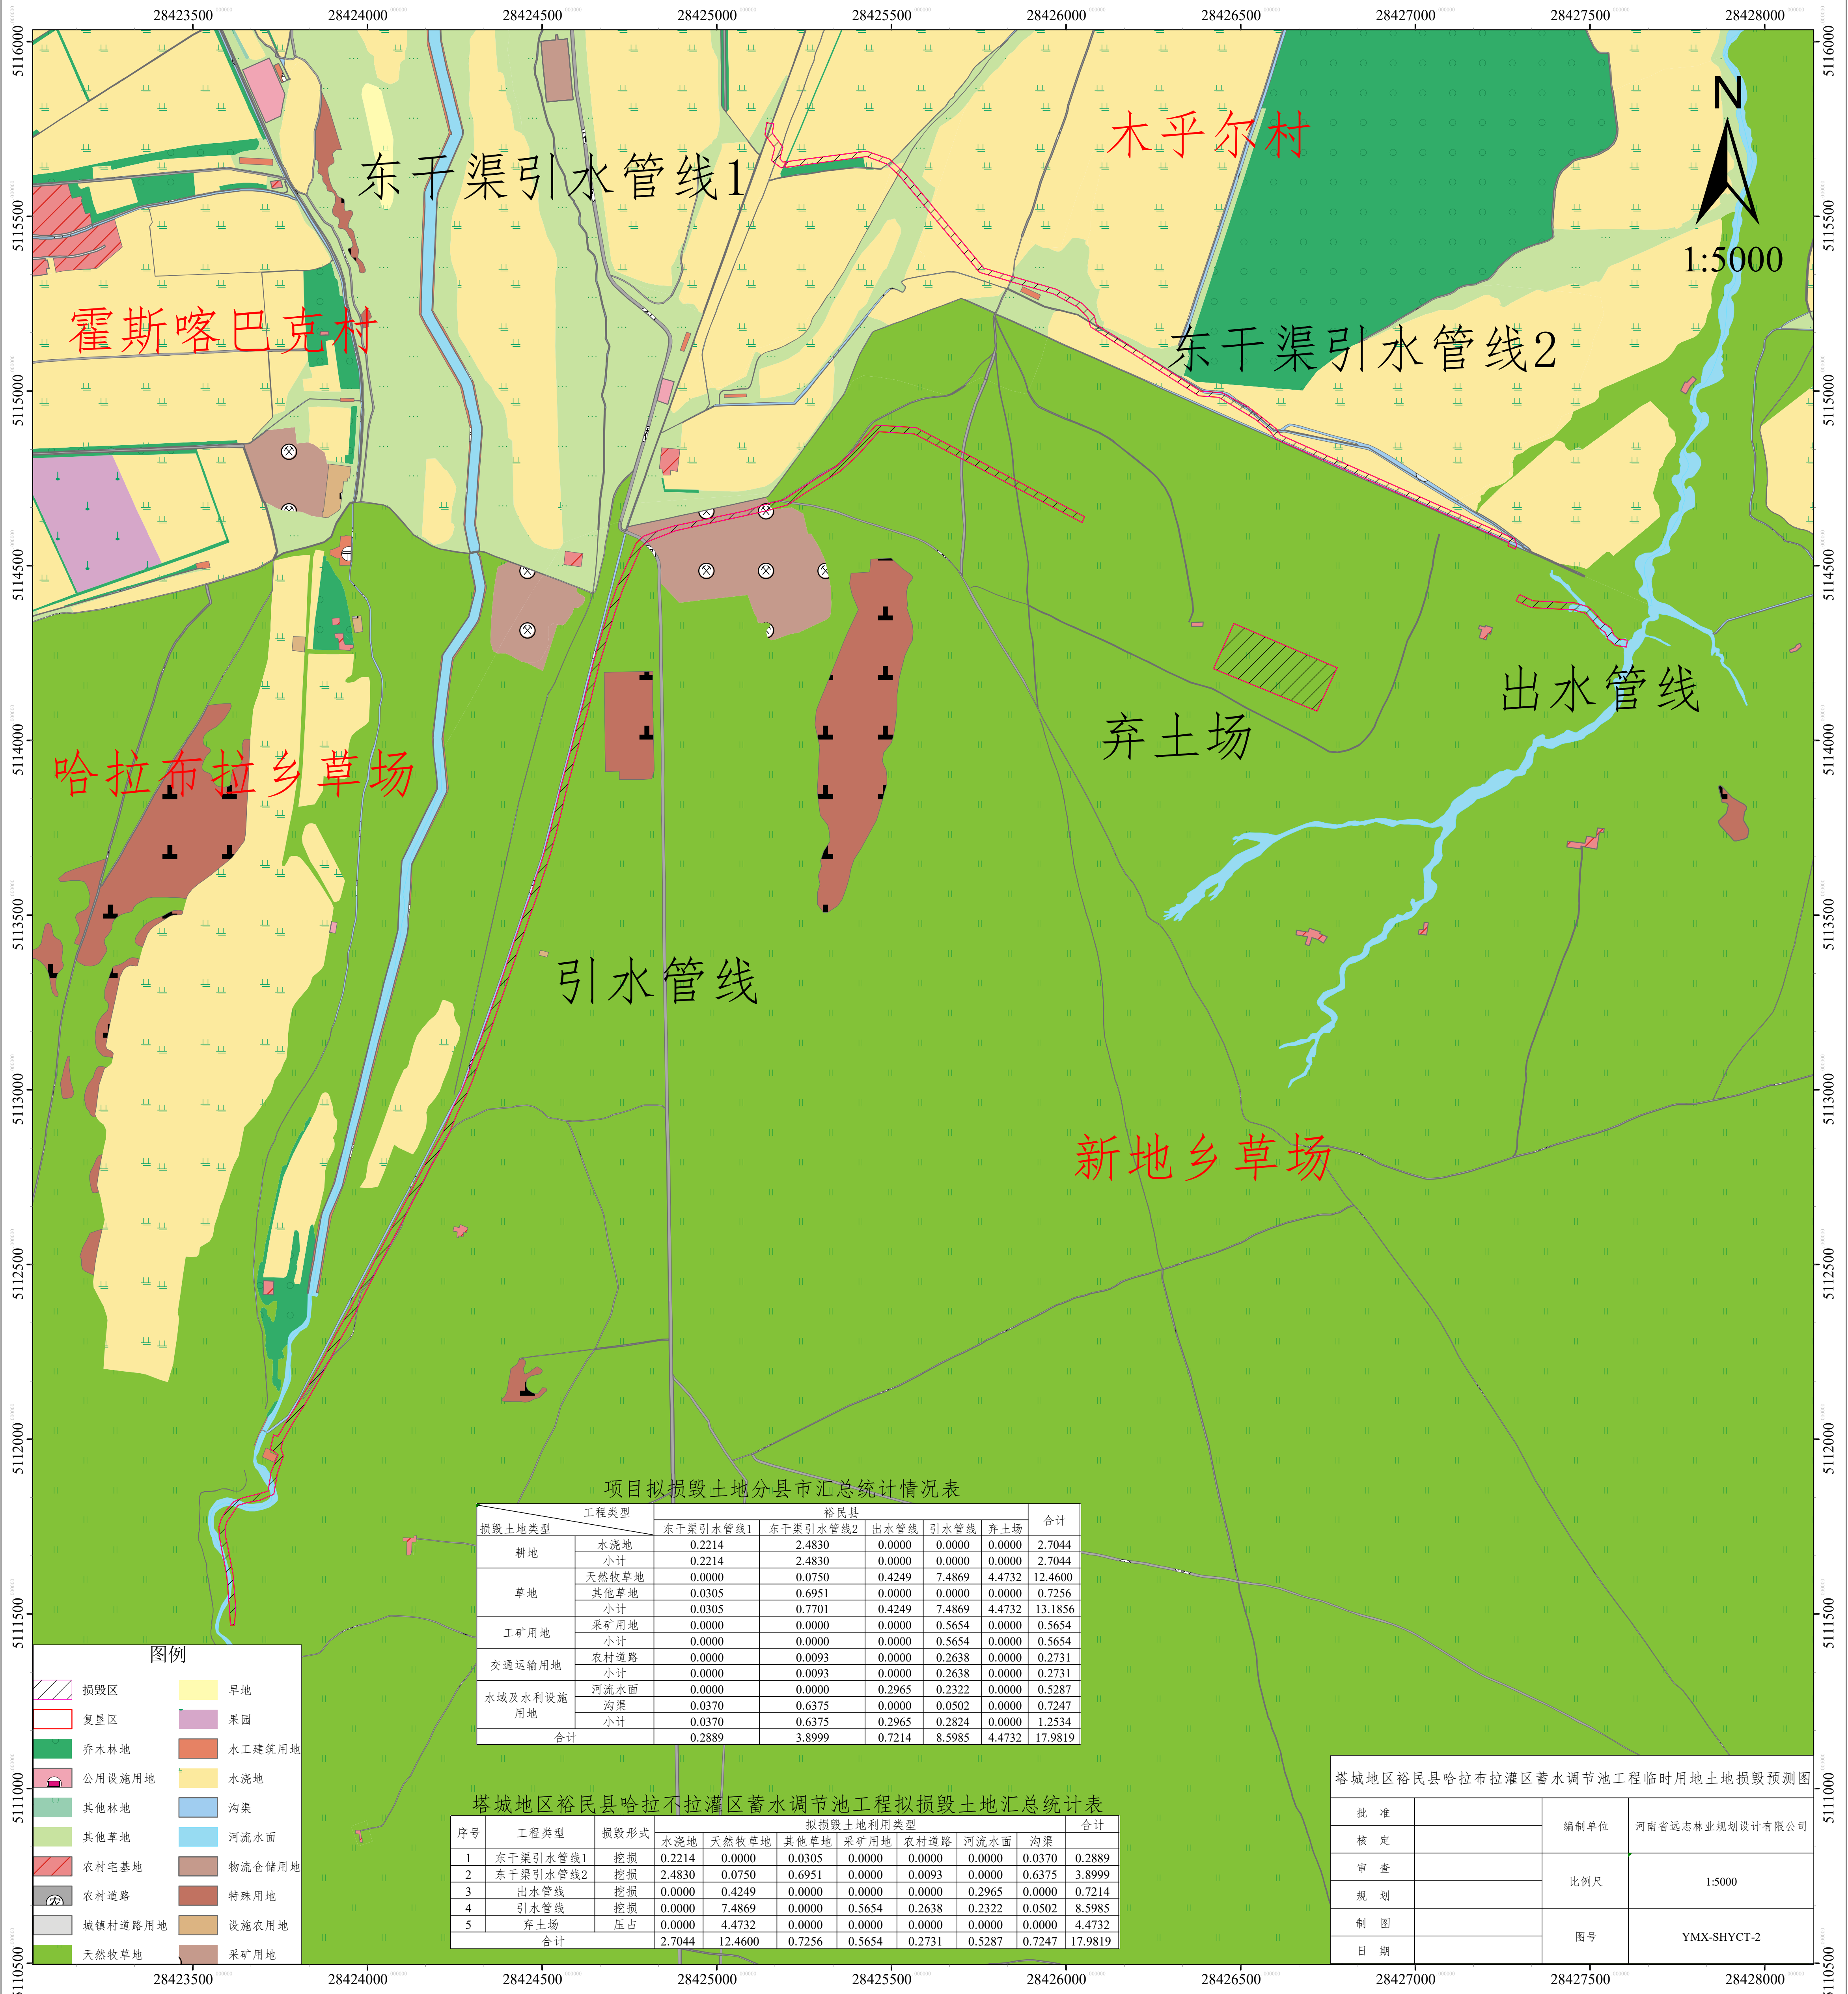 28423500 28424000 28424500 28425000 28425500 28426000 28426500 28427000 28427500 28428000
5116000 5116000
5115500 5115500
5115000 5115000
5114500 5114500
5114000 5114000
5113500 5113500
5113000 5113000
5112500 5112500
5112000 5112000
5111500 5111500
5111000 5111000
5110500 5110500
N
1:5000
木乎尔村
东干渠引水管线1
霍斯喀巴克村
东干渠引水管线2
出水管线
弃土场
哈拉布拉乡草场
引水管线
新地乡草场
项目拟损毁土地分县市汇总统计情况表
工程类型 裕民县 合计
损毁土地类型 东干渠引水管线1 东干渠引水管线2 出水管线 引水管线 弃土场
耕地 水浇地 0.2214 2.4830 0.0000 0.0000 0.0000 2.7044
小计 0.2214 2.4830 0.0000 0.0000 0.0000 2.7044
草地 天然牧草地 0.0000 0.0750 0.4249 7.4869 4.4732 12.4600
其他草地 0.0305 0.6951 0.0000 0.0000 0.0000 0.7256
小计 0.0305 0.7701 0.4249 7.4869 4.4732 13.1856
工矿用地 采矿用地 0.0000 0.0000 0.0000 0.5654 0.0000 0.5654
小计 0.0000 0.0000 0.0000 0.5654 0.0000 0.5654
交通运输用地 农村道路 0.0000 0.0093 0.0000 0.2638 0.0000 0.2731
小计 0.0000 0.0093 0.0000 0.2638 0.0000 0.2731
水域及水利设施用地 河流水面 0.0000 0.0000 0.2965 0.2322 0.0000 0.5287
沟渠 0.0370 0.6375 0.0000 0.0502 0.0000 0.7247
小计 0.0370 0.6375 0.2965 0.2824 0.0000 1.2534
合计 0.2889 3.8999 0.7214 8.5985 4.4732 17.9819
塔城地区裕民县哈拉不拉灌区蓄水调节池工程拟损毁土地汇总统计表
序号 工程类型 损毁形式 拟损毁土地利用类型 合计
水浇地 天然牧草地 其他草地 采矿用地 农村道路 河流水面 沟渠
1 东干渠引水管线1 挖损 0.2214 0.0000 0.0305 0.0000 0.0000 0.0000 0.0370 0.2889
2 东干渠引水管线2 挖损 2.4830 0.0750 0.6951 0.0000 0.0093 0.0000 0.6375 3.8999
3 出水管线 挖损 0.0000 0.4249 0.0000 0.0000 0.0000 0.2965 0.0000 0.7214
4 引水管线 挖损 0.0000 7.4869 0.0000 0.5654 0.2638 0.2322 0.0502 8.5985
5 弃土场 压占 0.0000 4.4732 0.0000 0.0000 0.0000 0.0000 0.0000 4.4732
合计 2.7044 12.4600 0.7256 0.5654 0.2731 0.5287 0.7247 17.9819
图例
损毁区 旱地
复垦区 果园
乔木林地 水工建筑用地
公用设施用地 水浇地
其他林地 沟渠
其他草地 河流水面
农村宅基地 物流仓储用地
农村道路 特殊用地
城镇村道路用地 设施农用地
天然牧草地 采矿用地
塔城地区裕民县哈拉布拉灌区蓄水调节池工程临时用地土地损毁预测图
批 准 编制单位 河南省远志林业规划设计有限公司
核 定
审 查 比例尺 1:5000
规 划
制 图 图号 YMX-SHYCT-2
日 期
28423500 28424000 28424500 28425000 28425500 28426000 28426500 28427000 28427500 28428000